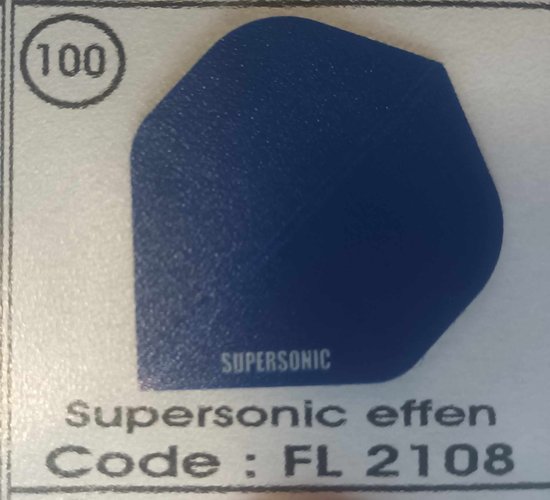 100
SUPERSONIC
Supersonic effen
Code : FL 2108